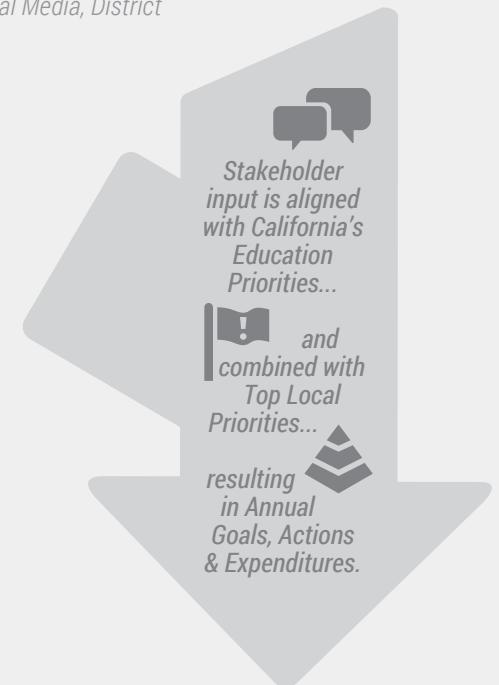 al Media, District
Stakeholder
input is aligned
with California's
Education
Priorities...
!
and
combined with
Top Local
Priorities...
resulting
in Annual
Goals, Actions
& Expenditures.